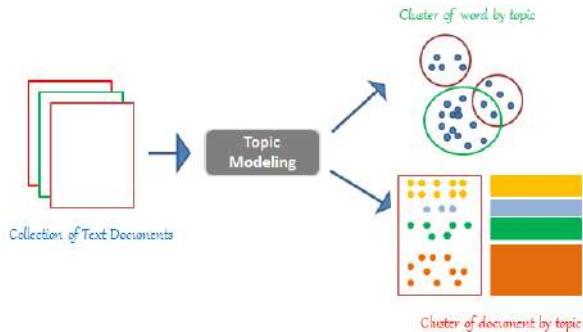 Cluster of word by topic
Topic
Modeling
Collection of Text Documents
Cluster of document by topic